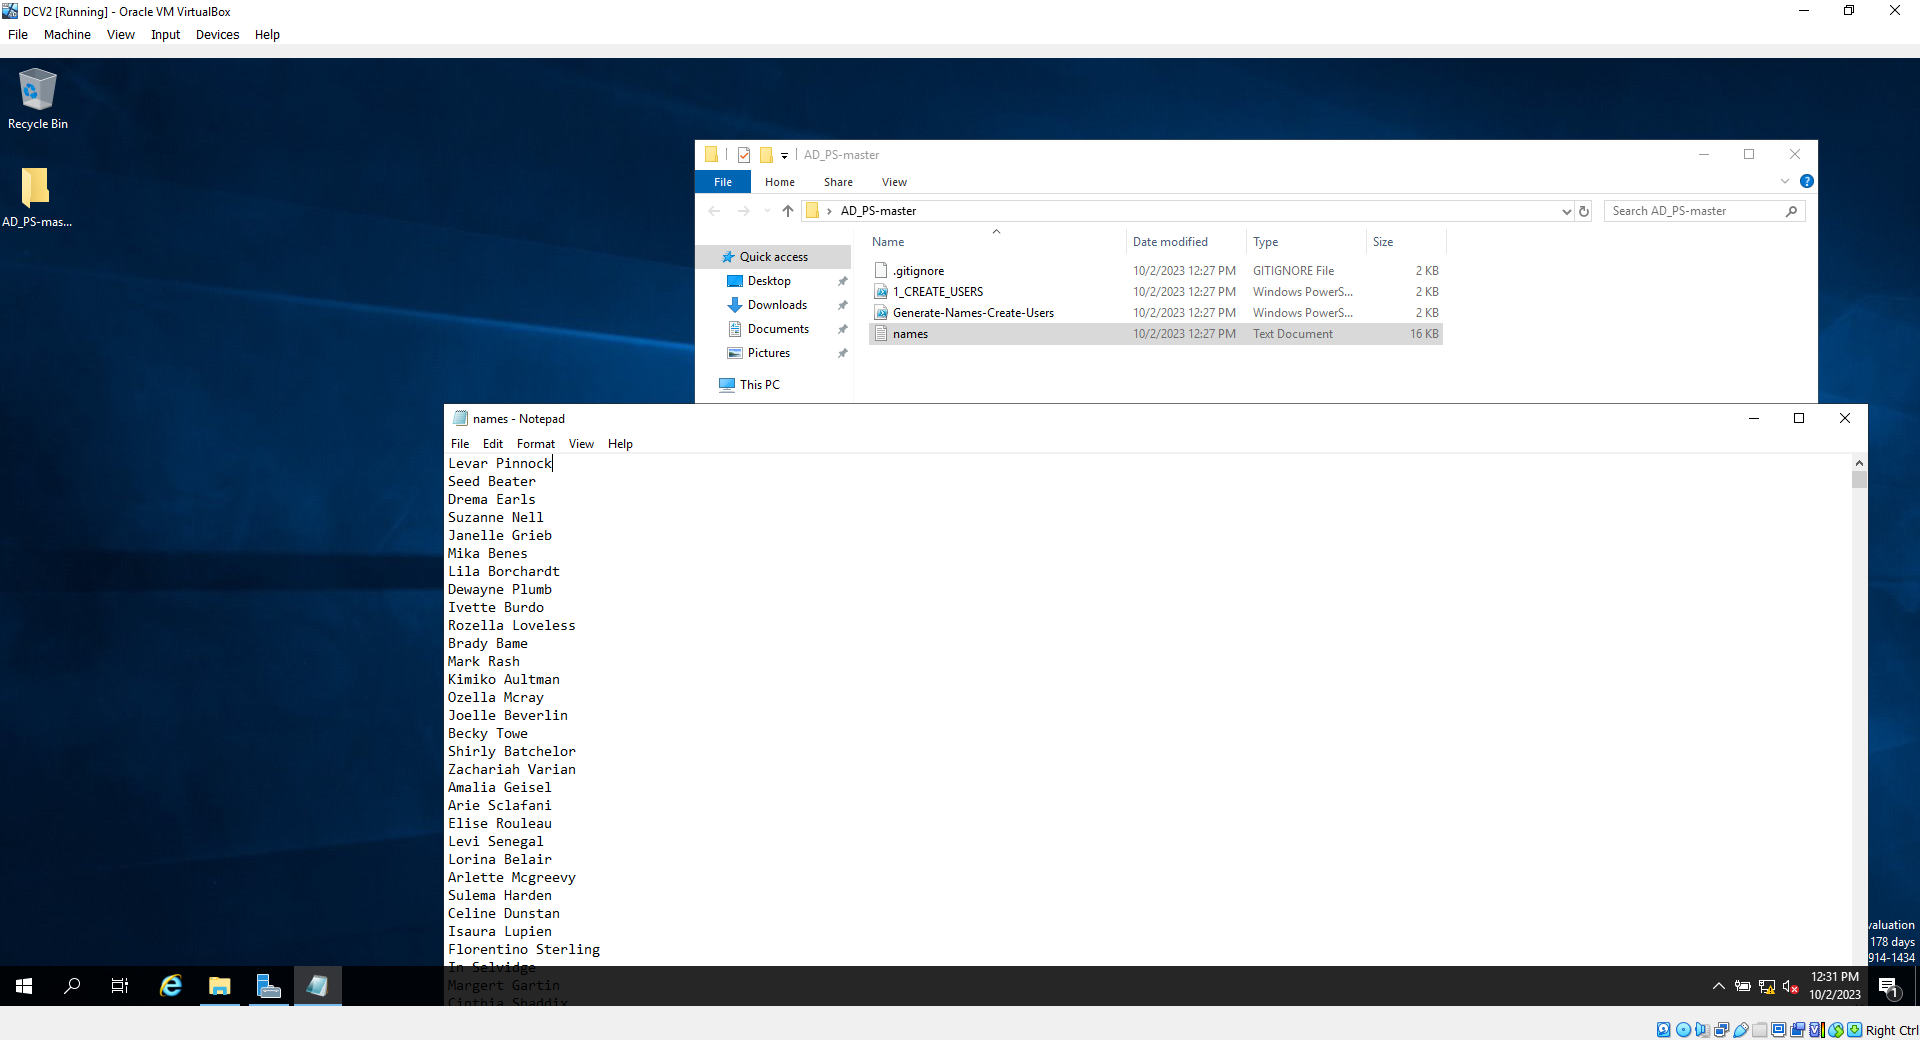 DCV2 [Running] - Oracle VM VirtualBox
File Machine View Input Devices Help
Recycle Bin
AD_PS-mas...
AD_PS-master
File Home Share View
AD_PS-master
Search AD_PS-master
Name Date modified Type Size
Quick access
Desktop
Downloads
Documents
Pictures
This PC
.gitignore 10/2/2023 12:27 PM GITIGNORE File 2 KB
1_CREATE_USERS 10/2/2023 12:27 PM Windows PowerS... 2 KB
Generate-Names-Create-Users 10/2/2023 12:27 PM Windows PowerS... 2 KB
names 10/2/2023 12:27 PM Text Document 16 KB
names - Notepad
File Edit Format View Help
Levar Pinnock
Seed Beater
Drema Earls
Suzanne Nell
Janelle Grieb
Mika Benes
Lila Borchardt
Dewayne Plumb
Ivette Burdo
Rozella Loveless
Brady Bame
Mark Rash
Kimiko Aultman
Ozella Mcray
Joelle Beverlin
Becky Towe
Shirly Batchelor
Zachariah Varian
Amalia Geisel
Arie Sclafani
Elise Rouleau
Levi Senegal
Lorina Belair
Arlette Mcgreevy
Sulema Harden
Celine Dunstan
Isaura Lupien
Florentino Sterling
In Selvidge
Margert Gartin
Cinthia Shaddix
valuation
178 days
914-1434
12:31 PM
10/2/2023
1
Right Ctrl